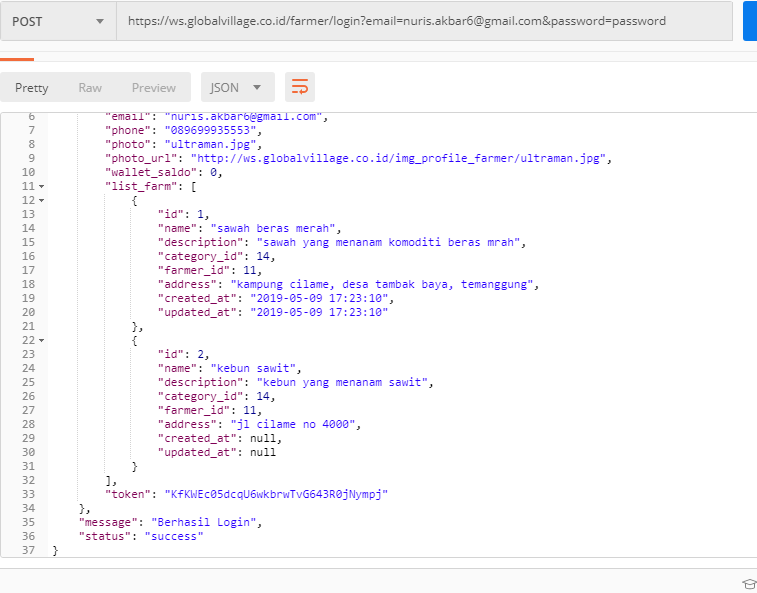 POST https://ws.globalvillage.co.id/farmer/login?email=nuris.akbar6@gmail.com&password=password
Pretty Raw Preview JSON
6 "email": "nuris.akbar6@gmail.com",
7 "phone": "089699935553",
8 "photo": "ultraman.jpg",
9 "photo_url": "http://ws.globalvillage.co.id/img_profile_farmer/ultraman.jpg",
10 "wallet_saldo": 0,
11 "list_farm": [
12 {
13 "id": 1,
14 "name": "sawah beras merah",
15 "description": "sawah yang menanam komoditi beras mrah",
16 "category_id": 14,
17 "farmer_id": 11,
18 "address": "kampung cilame, desa tambak baya, temanggung",
19 "created_at": "2019-05-09 17:23:10",
20 "updated_at": "2019-05-09 17:23:10"
21 },
22 {
23 "id": 2,
24 "name": "kebun sawit",
25 "description": "kebun yang menanam sawit",
26 "category_id": 14,
27 "farmer_id": 11,
28 "address": "jl cilame no 4000",
29 "created_at": null,
30 "updated_at": null
31 }
32 ],
33 "token": "KfKWEc05dcqU6wkbrwTvG643R0jNympj"
34 },
35 "message": "Berhasil Login",
36 "status": "success"
37 }